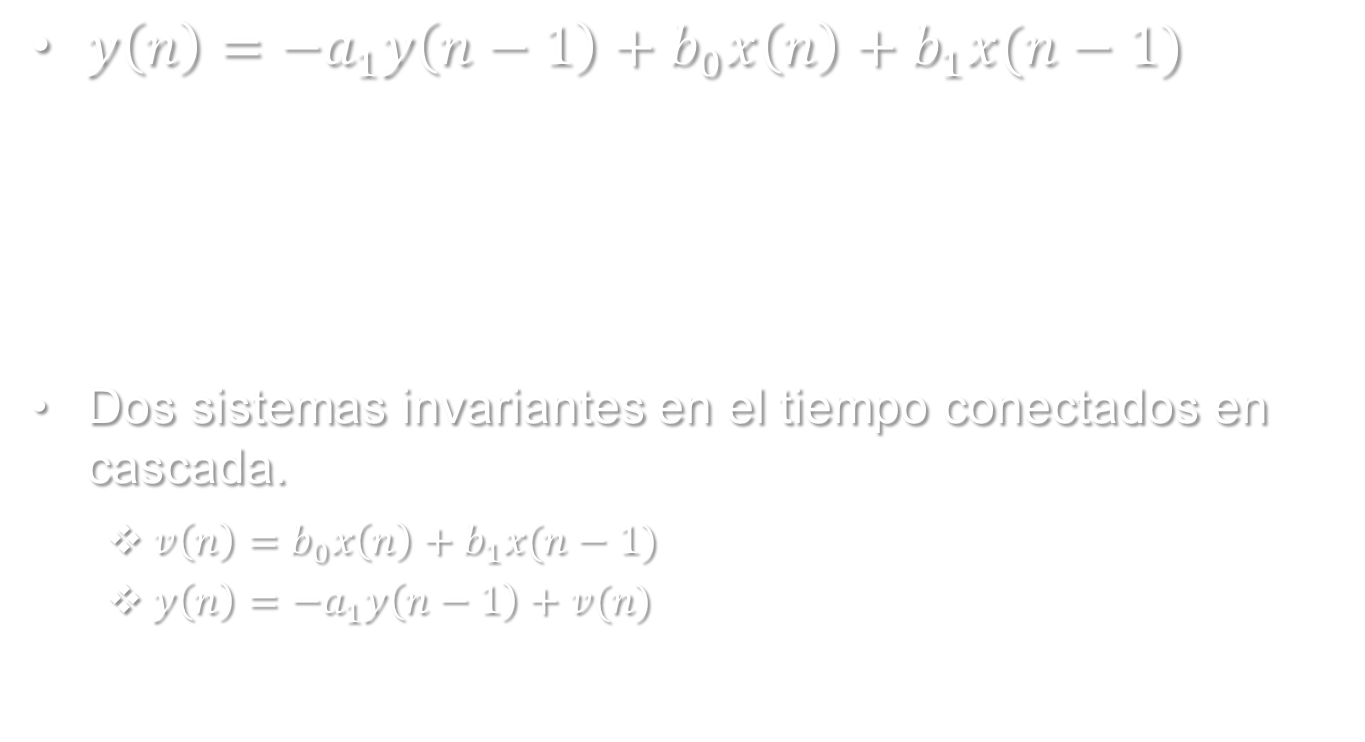 • y(n) = −a₁y(n − 1) + b₀x(n) + b₁x(n − 1)
• Dos sistemas invariantes en el tiempo conectados en
cascada.
❖ v(n) = b₀x(n) + b₁x(n − 1)
❖ y(n) = −a₁y(n − 1) + v(n)